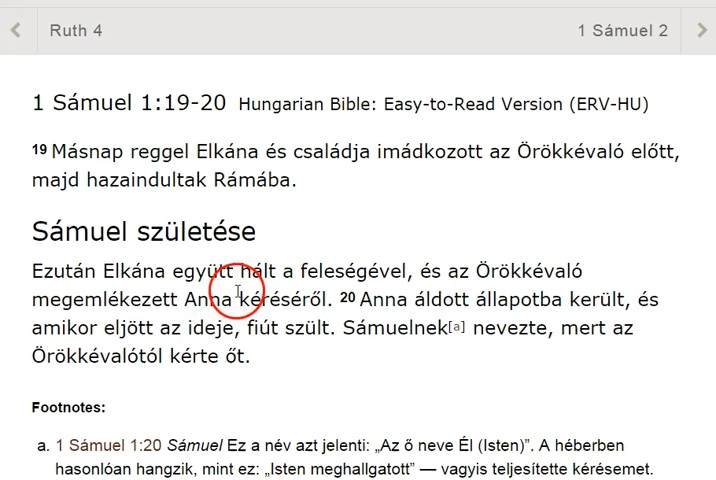 Ruth 4
1 Sámuel 2
1 Sámuel 1:19-20 Hungarian Bible: Easy-to-Read Version (ERV-HU)
19 Másnap reggel Elkána és családja imádkozott az Örökkévaló előtt,
majd hazaindultak Rámába.
Sámuel születése
Ezután Elkána együtt hált a feleségével, és az Örökkévaló
megemlékezett Anna kéréséről. 20 Anna áldott állapotba került, és
amikor eljött az ideje, fiút szült. Sámuelnek[a] nevezte, mert az
Örökkévalótól kérte őt.
Footnotes:
a. 1 Sámuel 1:20 Sámuel Ez a név azt jelenti: „Az ő neve Él (Isten)”. A héberben
hasonlóan hangzik, mint ez: „Isten meghallgatott” — vagyis teljesítette kérésemet.